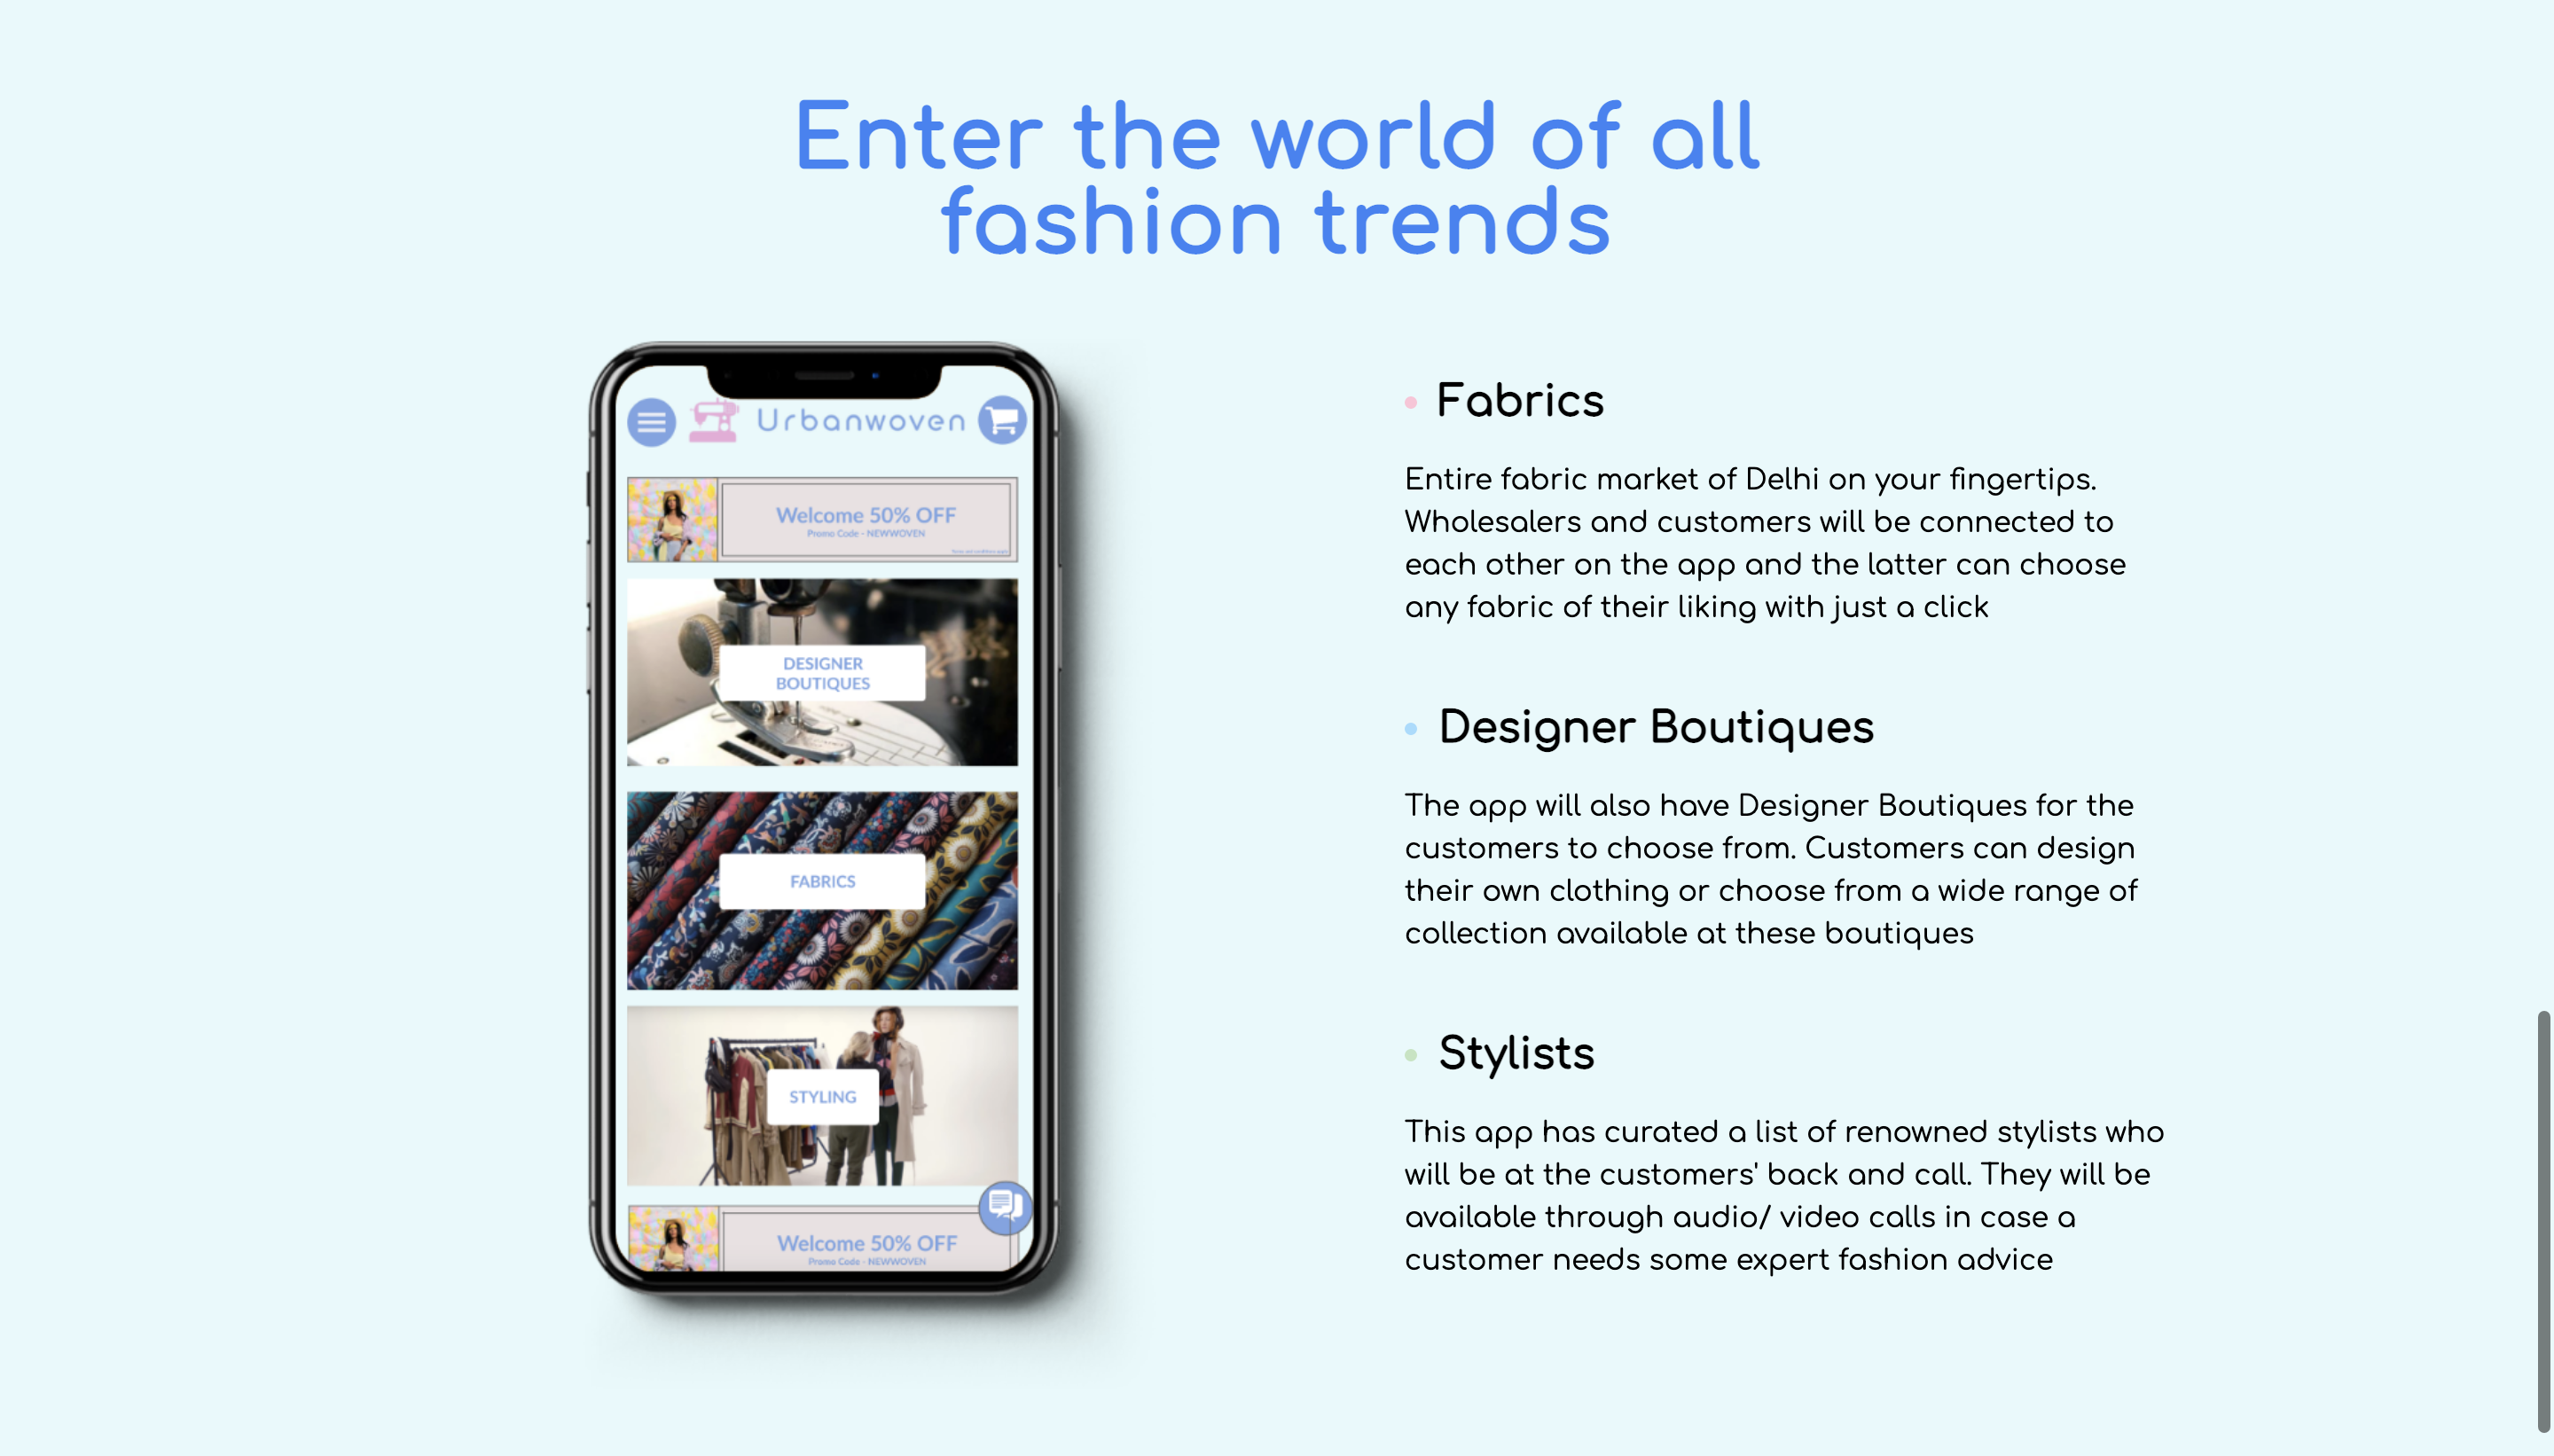 Enter the world of all
fashion trends
Urbanwoven
Welcome 50% OFF
Promo Code - NEWWOVEN
Terms and conditions apply
DESIGNER
BOUTIQUES
FABRICS
STYLING
Welcome 50% OFF
Promo Code - NEWWOVEN
Fabrics
Entire fabric market of Delhi on your fingertips.
Wholesalers and customers will be connected to
each other on the app and the latter can choose
any fabric of their liking with just a click
Designer Boutiques
The app will also have Designer Boutiques for the
customers to choose from. Customers can design
their own clothing or choose from a wide range of
collection available at these boutiques
Stylists
This app has curated a list of renowned stylists who
will be at the customers' back and call. They will be
available through audio/ video calls in case a
customer needs some expert fashion advice